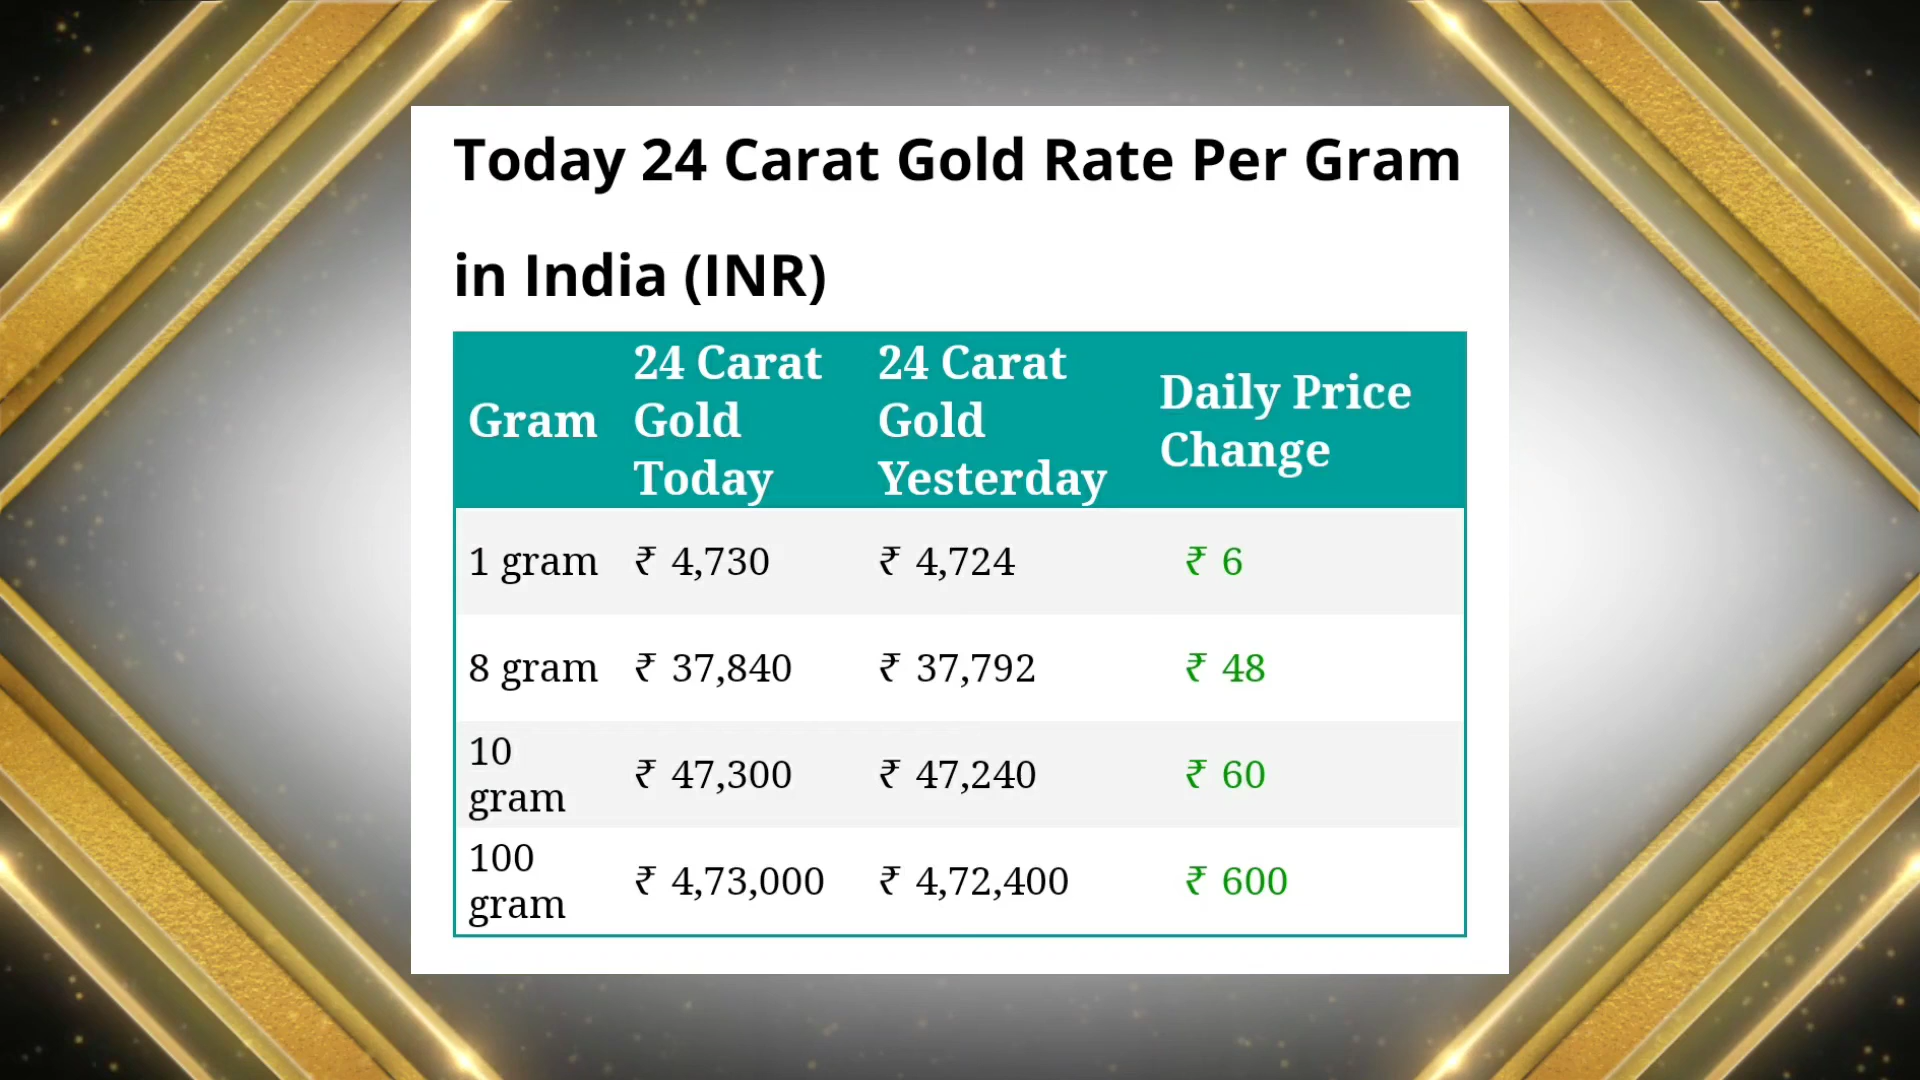 Today 24 Carat Gold Rate Per Gram
in India (INR)
Gram
24 Carat
Gold
Today
24 Carat
Gold
Yesterday
Daily Price
Change
1 gram ₹ 4,730 ₹ 4,724 ₹ 6
8 gram ₹ 37,840 ₹ 37,792 ₹ 48
10
gram ₹ 47,300 ₹ 47,240 ₹ 60
100
gram ₹ 4,73,000 ₹ 4,72,400 ₹ 600